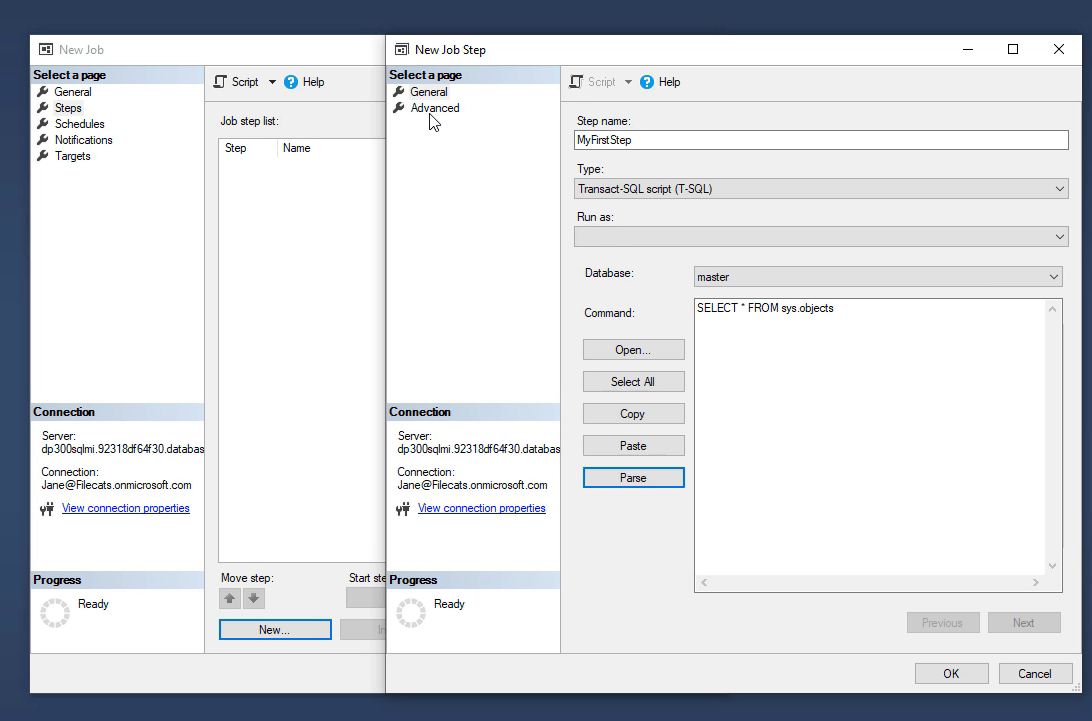 New Job
Select a page
General
Steps
Schedules
Notifications
Targets
Script
Help
Job step list:
Step Name
Connection
Server:
dp300sqlmi.92318df64f30.databas
Connection:
Jane@Filecats.onmicrosoft.com
View connection properties
Progress
Ready
Move step:
Start ste
New...
In
New Job Step
Select a page
General
Advanced
Script
Help
Step name:
MyFirstStep
Type:
Transact-SQL script (T-SQL)
Run as:
Database:
master
Command:
SELECT * FROM sys.objects
Open...
Select All
Copy
Paste
Parse
Connection
Server:
dp300sqlmi.92318df64f30.databas
Connection:
Jane@Filecats.onmicrosoft.com
View connection properties
Progress
Ready
Previous
Next
OK
Cancel